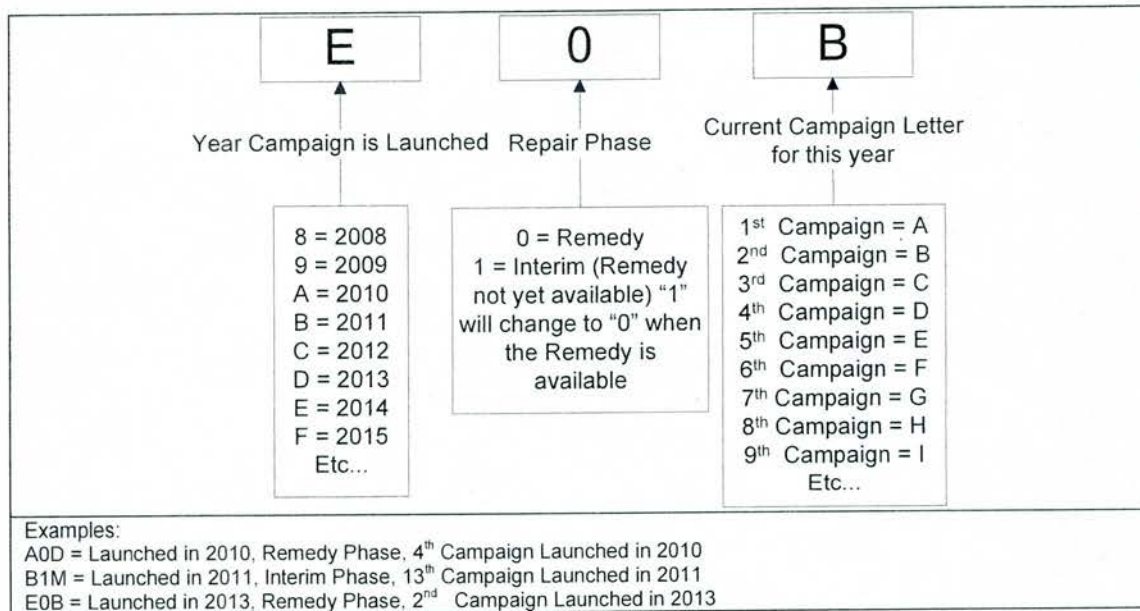 E 0 B
Year Campaign is Launched
Repair Phase
Current Campaign Letter
for this year
8 = 2008
9 = 2009
A = 2010
B = 2011
C = 2012
D = 2013
E = 2014
F = 2015
Etc...
0 = Remedy
1 = Interim (Remedy
not yet available) “1”
will change to “0” when
the Remedy is
available
1st Campaign = A
2nd Campaign = B
3rd Campaign = C
4th Campaign = D
5th Campaign = E
6th Campaign = F
7th Campaign = G
8th Campaign = H
9th Campaign = I
Etc...
Examples:
A0D = Launched in 2010, Remedy Phase, 4th Campaign Launched in 2010
B1M = Launched in 2011, Interim Phase, 13th Campaign Launched in 2011
E0B = Launched in 2013, Remedy Phase, 2nd Campaign Launched in 2013